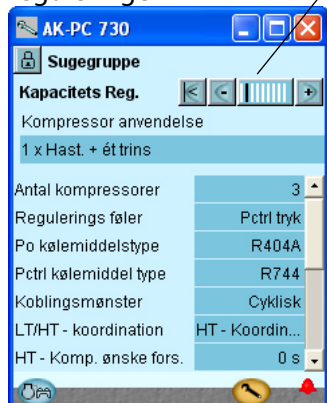 AK-PC 730
Sugegruppe
Kapacitets Reg.
Kompressor anvendelse
1 x Hast. + ét trins
Antal kompressorer 3
Regulerings føler Pctrl tryk
Po kølemiddelstype R404A
Pctrl kølemiddel type R744
Koblingsmønster Cyklisk
LT/HT - koordination HT - Koordin...
HT - Komp. ønske fors. 0 s